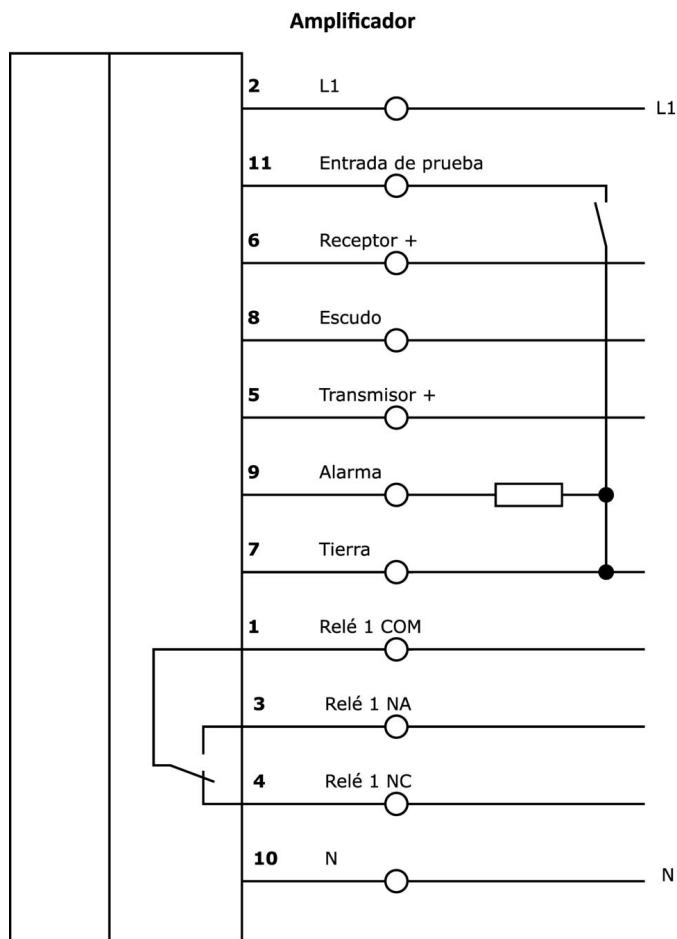 Amplificador
2 L1
L1
11 Entrada de prueba
6 Receptor +
8 Escudo
5 Transmisor +
9 Alarma
7 Tierra
1 Relé 1 COM
3 Relé 1 NA
4 Relé 1 NC
10 N
N